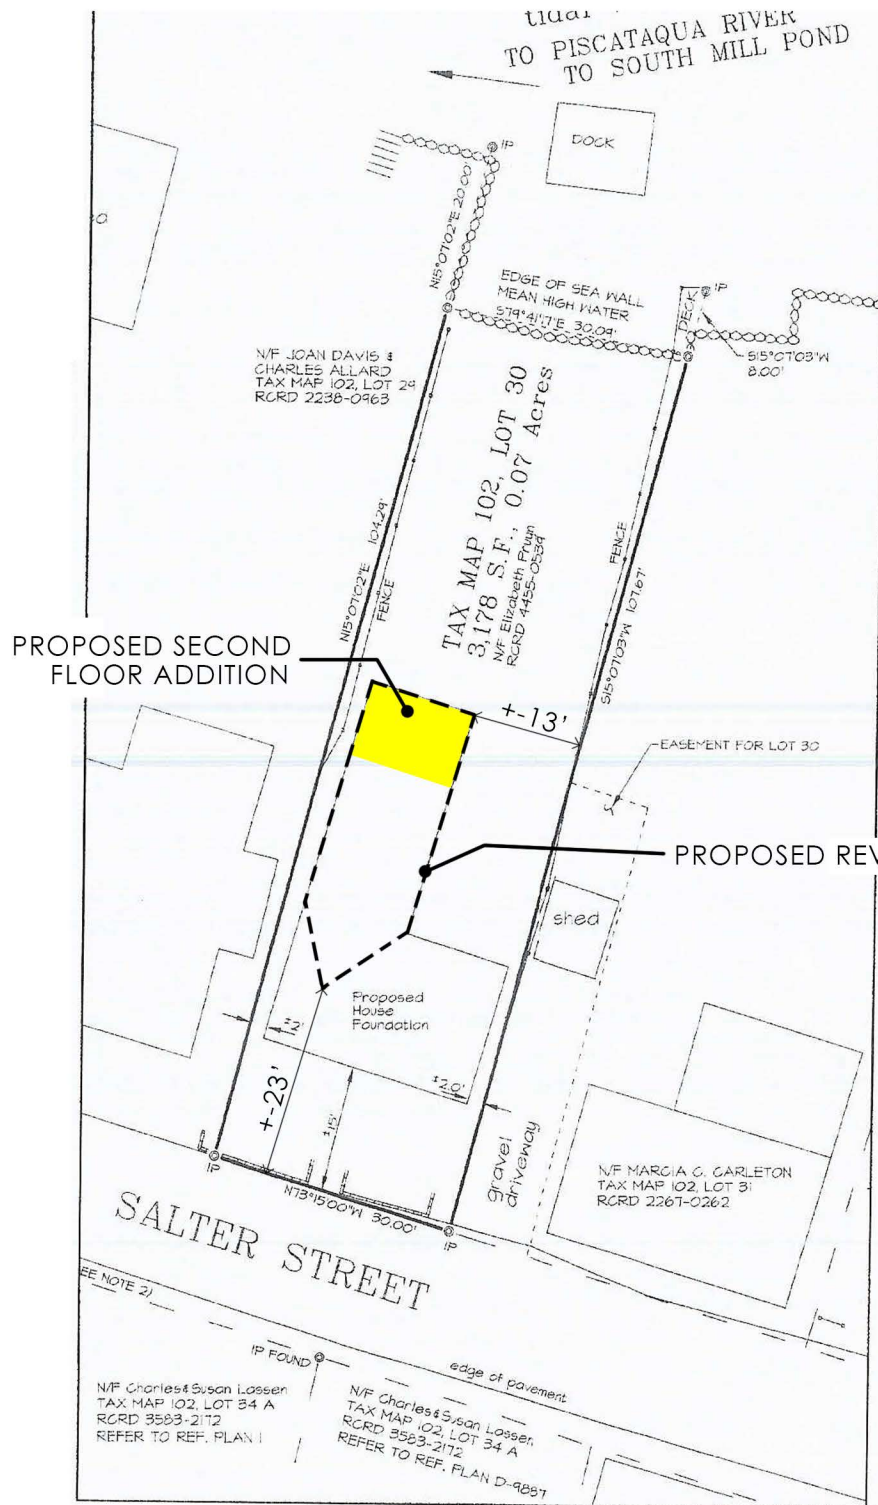 tidal
TO PISCATAQUA RIVER
TO SOUTH MILL POND
DOCK
IP
N15°07'02"E 20.00'
EDGE OF SEA WALL
MEAN HIGH WATER
S79°41'17"E 30.09'
DECK
IP
S15°07'03"W
8.00'
N/F JOAN DAVIS &
CHARLES ALLARD
TAX MAP 102, LOT 29
RCRD 2238-0963
TAX MAP 102, LOT 30
3,178 S.F., 0.07 Acres
N/F Elizabeth Pruyn
RCRD 4455-0534
N15°07'02"E 104.29'
FENCE
FENCE
S15°07'03"W 107.67'
PROPOSED SECOND
FLOOR ADDITION
+-13'
EASEMENT FOR LOT 30
PROPOSED REV
shed
Proposed
House
Foundation
±2'
±2.0'
+-23'
±15'
gravel
driveway
N/F MARCIA C. CARLETON
TAX MAP 102, LOT 31
RCRD 2267-0262
IP
N73°15'00"W 30.00'
IP
SALTER STREET
EE NOTE 2)
IP FOUND
edge of pavement
N/F Charles&Susan Lassen
TAX MAP 102, LOT 34 A
RCRD 3583-2172
REFER TO REF. PLAN 1
N/F Charles&Susan Lassen
TAX MAP 102, LOT 34 A
RCRD 3583-2172
REFER TO REF. PLAN D-9887